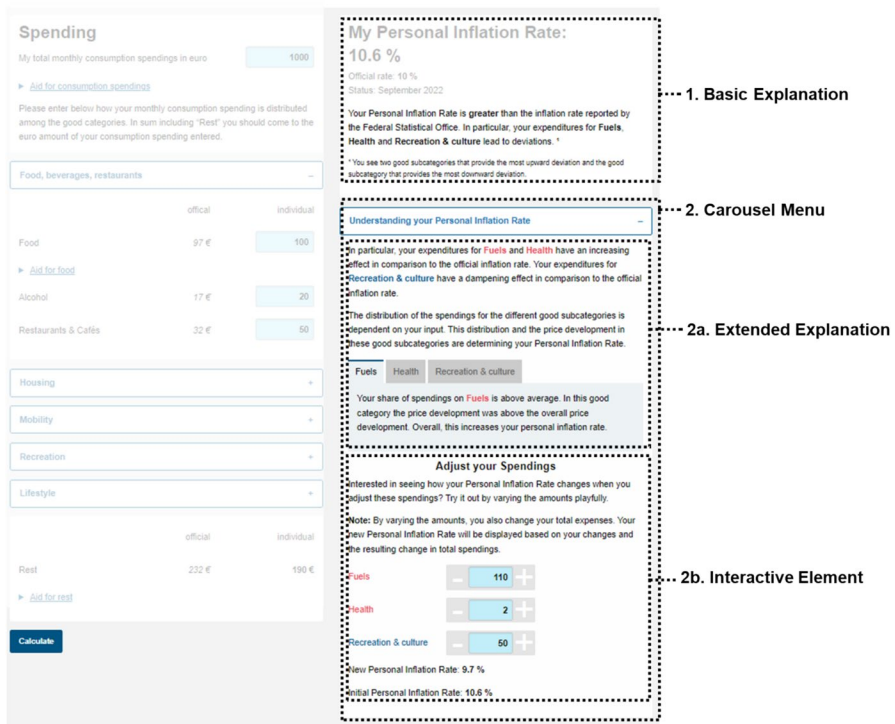 Spending
My total monthly consumption spendings in euro 1000
► Aid for consumption spendings
Please enter below how your monthly consumption spending is distributed
among the good categories. In sum including "Rest" you should come to the
euro amount of your consumption spending entered.
Food, beverages, restaurants –
offical individual
Food 97 € 100
► Aid for food
Alcohol 17 € 20
Restaurants & Cafés 32 € 50
Housing +
Mobility +
Recreation +
Lifestyle +
official individual
Rest 232 € 190 €
► Aid for rest
Calculate
My Personal Inflation Rate:
10.6 %
Official rate: 10 %
Status: September 2022
Your Personal Inflation Rate is greater than the inflation rate reported by
the Federal Statistical Office. In particular, your expenditures for Fuels,
Health and Recreation & culture lead to deviations. *
* You see two good subcategories that provide the most upward deviation and the good
subcategory that provides the most downward deviation.
Understanding your Personal Inflation Rate –
In particular, your expenditures for Fuels and Health have an increasing
effect in comparison to the official inflation rate. Your expenditures for
Recreation & culture have a dampening effect in comparison to the official
inflation rate.
The distribution of the spendings for the different good subcategories is
dependent on your input. This distribution and the price development in
these good subcategories are determining your Personal Inflation Rate.
Fuels Health Recreation & culture
Your share of spendings on Fuels is above average. In this good
category the price development was above the overall price
development. Overall, this increases your personal inflation rate.
Adjust your Spendings
Interested in seeing how your Personal Inflation Rate changes when you
adjust these spendings? Try it out by varying the amounts playfully.
Note: By varying the amounts, you also change your total expenses. Your
new Personal Inflation Rate will be displayed based on your changes and
the resulting change in total spendings.
Fuels – 110 +
Health – 2 +
Recreation & culture – 50 +
New Personal Inflation Rate: 9.7 %
Initial Personal Inflation Rate: 10.6 %
1. Basic Explanation
2. Carousel Menu
2a. Extended Explanation
2b. Interactive Element